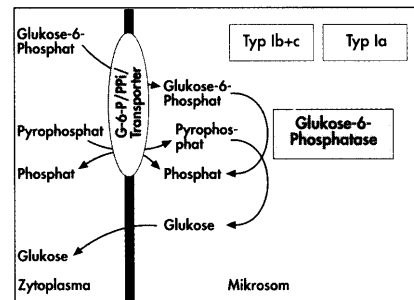 Glukose-6-
Phosphat
Pyrophosphat
Phosphat
Glukose
Zytoplasma
G-6-P/PPi/
Transporter
Typ Ib+c
Typ Ia
Glukose-6-
Phosphat
Pyrophos-
phat
Phosphat
Glukose
Glukose-6-
Phosphatase
Mikrosom